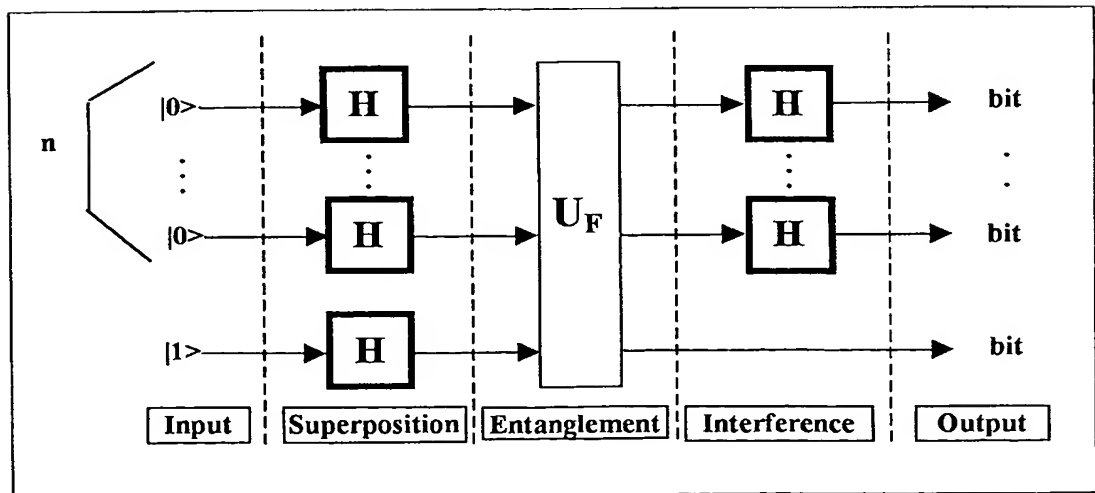 |0> H H bit
n
|0> H U_F H bit
|1> H bit
Input Superposition Entanglement Interference Output